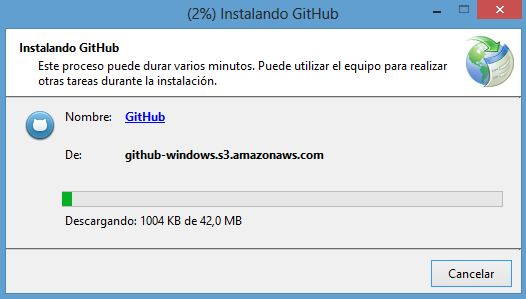 (2%) Instalando GitHub
Instalando GitHub
Este proceso puede durar varios minutos. Puede utilizar el equipo para realizar
otras tareas durante la instalación.
Nombre: GitHub
De: github-windows.s3.amazonaws.com
Descargando: 1004 KB de 42,0 MB
Cancelar